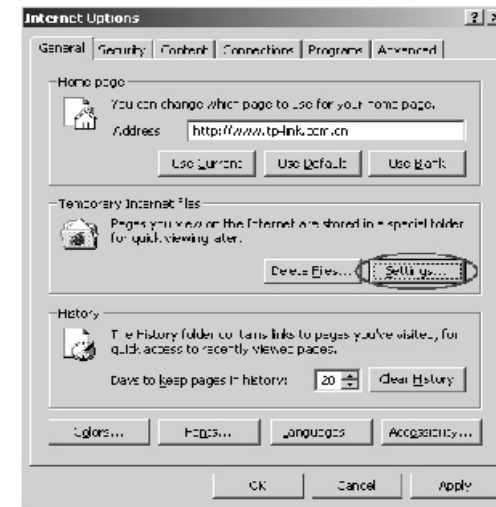 Internet Options
General Security Content Connections Programs Advanced
Home page
You can change which page to use for your home page.
Address http://www.tp-link.com.cn
Use Current Use Default Use Blank
Temporary Internet files
Pages you view on the Internet are stored in a special folder
for quick viewing later.
Delete Files... Settings...
History
The History folder contains links to pages you've visited, for
quick access to recently viewed pages.
Days to keep pages in history: 20 Clear History
Colors... Fonts... Languages Accessibility...
OK Cancel Apply